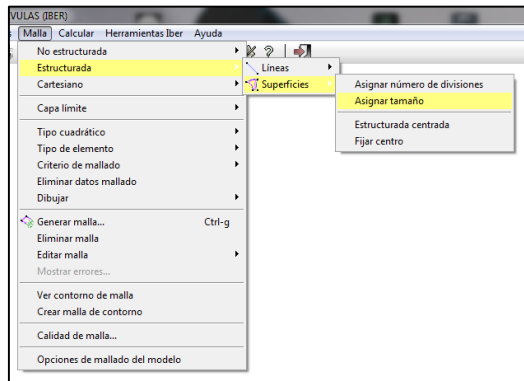 VULAS (IBER)
Malla Calcular Herramientas Iber Ayuda
No estructurada
Estructurada
Cartesiano
Capa límite
Tipo cuadrático
Tipo de elemento
Criterio de mallado
Eliminar datos mallado
Dibujar
Generar malla... Ctrl-g
Eliminar malla
Editar malla
Mostrar errores...
Ver contorno de malla
Crear malla de contorno
Calidad de malla...
Opciones de mallado del modelo
Líneas
Superficies
Asignar número de divisiones
Asignar tamaño
Estructurada centrada
Fijar centro